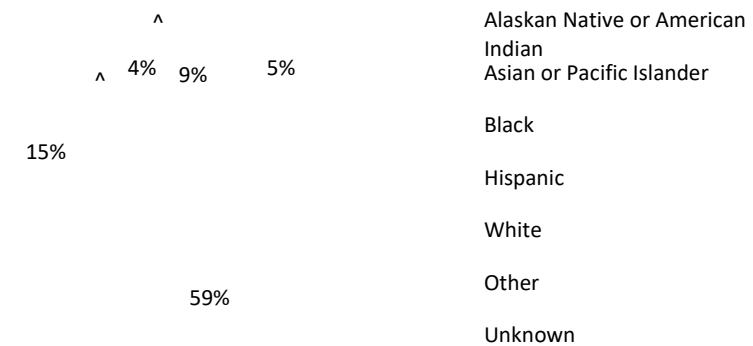 ^
^
4%
9%
5%
15%
59%
Alaskan Native or American
Indian
Asian or Pacific Islander
Black
Hispanic
White
Other
Unknown